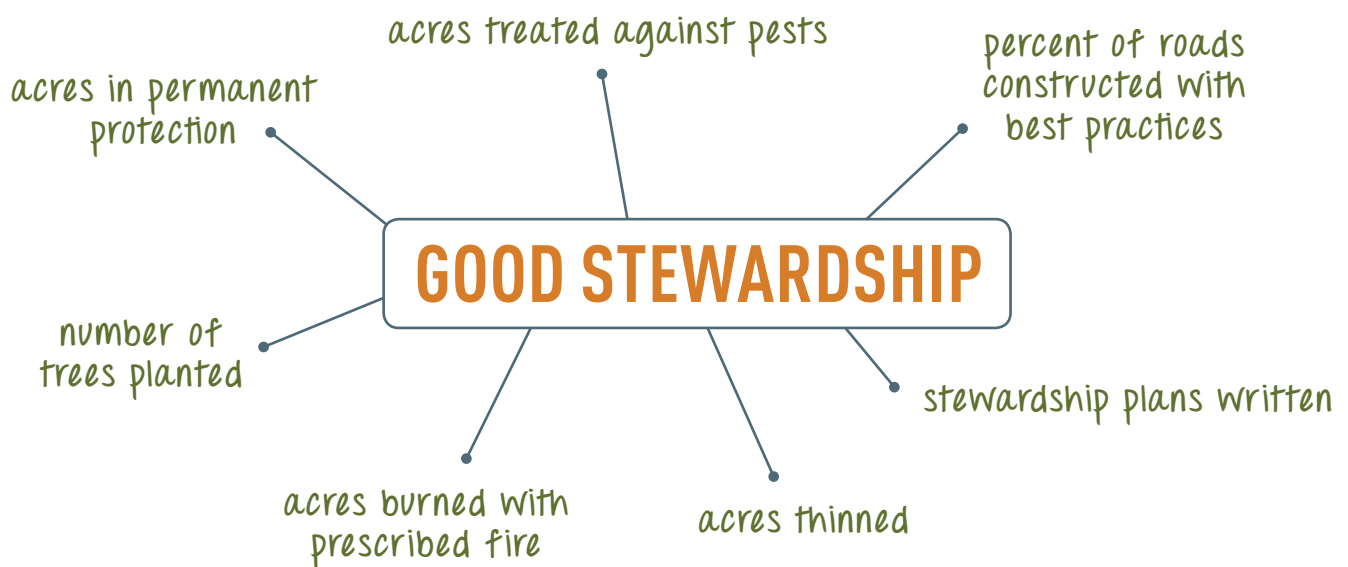 acres treated against pests
percent of roads
constructed with
best practices
acres in permanent
protection
GOOD STEWARDSHIP
number of
trees planted
stewardship plans written
acres burned with
prescribed fire
acres thinned